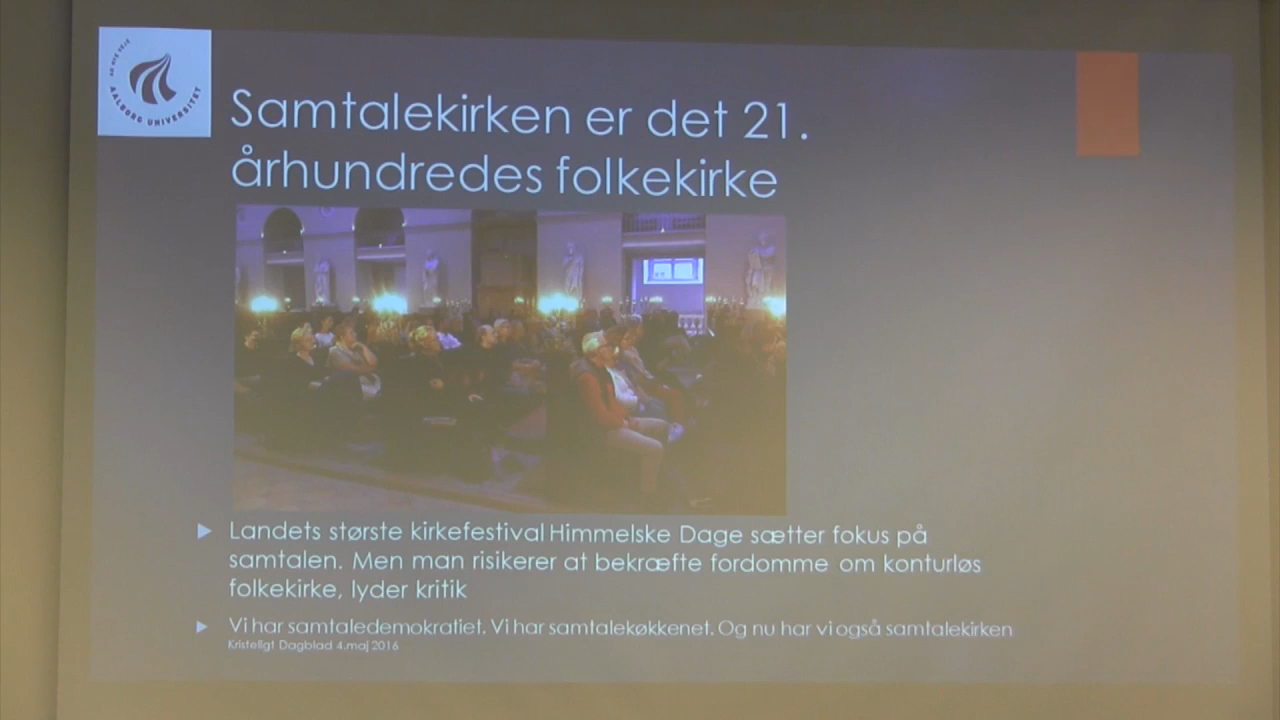 AALBORG UNIVERSITET
Samtalekirken er det 21.
århundredes folkekirke
Landets største kirkefestival Himmelske Dage sætter fokus på
samtalen. Men man risikerer at bekræfte fordomme om konturløs
folkekirke, lyder kritik
Vi har samtaledemokratiet. Vi har samtalekøkkenet. Og nu har vi også samtalekirken
Kristeligt Dagblad 4.maj 2016